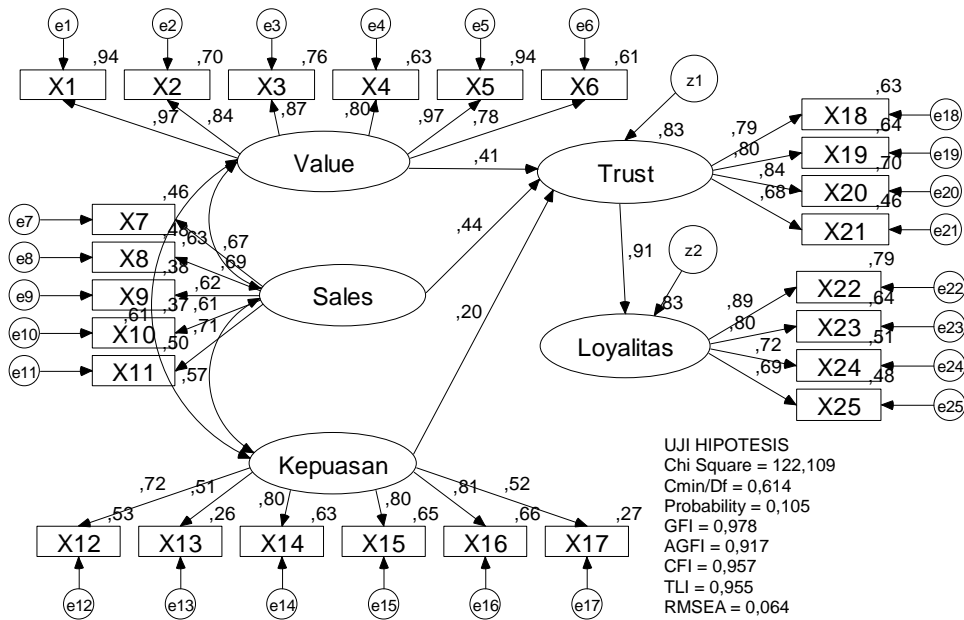 e1 e2 e3 e4 e5 e6
,94 ,70 ,76 ,63 ,94 ,61
X1 X2 X3 X4 X5 X6
,97 ,84 ,87 ,80 ,97 ,78
Value
z1
,83
Trust
,41
,79 ,80 ,84 ,68
,63
X18 e18
,64
X19 e19
,70
X20 e20
,46
X21 e21
,46
e7 X7
,48
e8 X8
,38
e9 X9
,37
e10 X10
,50
e11 X11
,63 ,67
,69
,62
,61
,71
,61
,57
Sales
,44
,20
,91
z2
,83
Loyalitas
,89 ,80 ,72 ,69
,79
X22 e22
,64
X23 e23
,51
X24 e24
,48
X25 e25
Kepuasan
,72 ,51 ,80 ,80 ,81 ,52
,53 ,26 ,63 ,65 ,66 ,27
X12 X13 X14 X15 X16 X17
e12 e13 e14 e15 e16 e17
UJI HIPOTESIS
Chi Square = 122,109
Cmin/Df = 0,614
Probability = 0,105
GFI = 0,978
AGFI = 0,917
CFI = 0,957
TLI = 0,955
RMSEA = 0,064